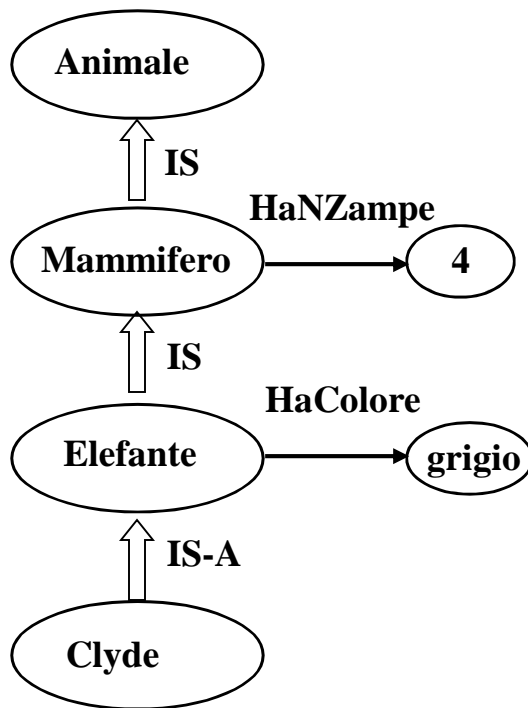 Animale
IS
HaNZampe
Mammifero
4
IS
HaColore
Elefante
grigio
IS-A
Clyde